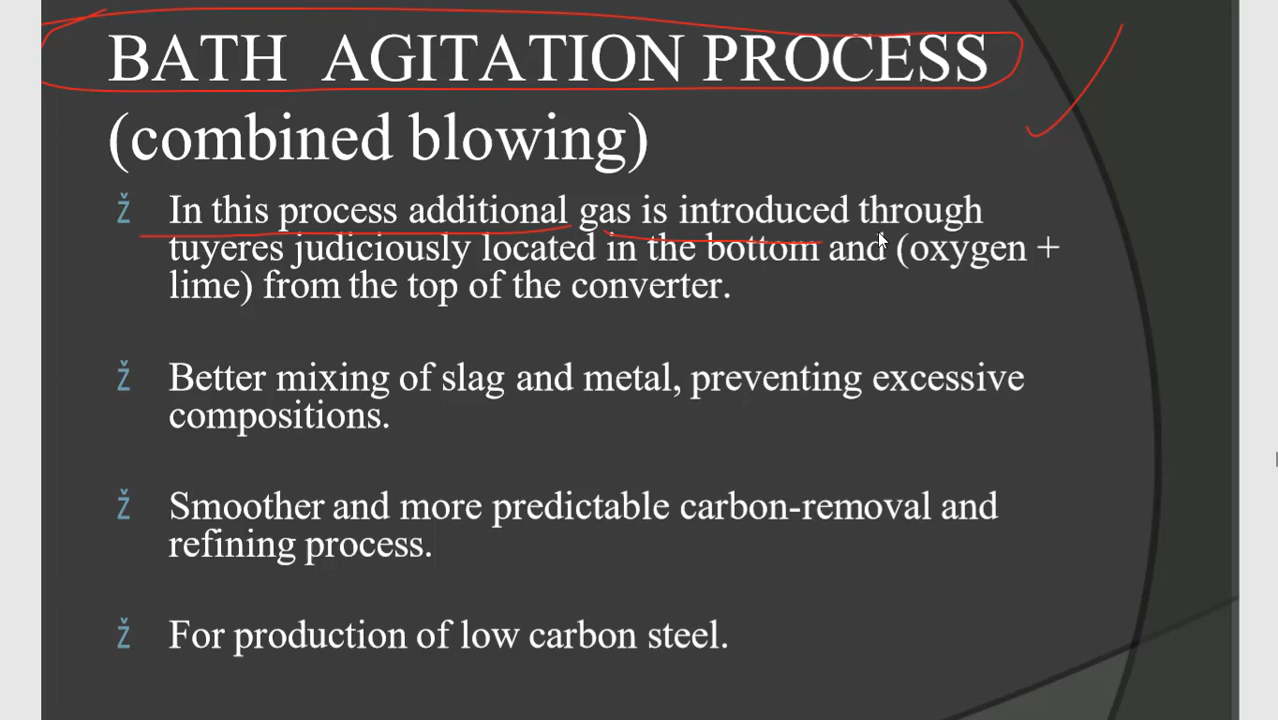 BATH AGITATION PROCESS
(combined blowing)
Ž In this process additional gas is introduced through
tuyeres judiciously located in the bottom and (oxygen +
lime) from the top of the converter.
Ž Better mixing of slag and metal, preventing excessive
compositions.
Ž Smoother and more predictable carbon-removal and
refining process.
Ž For production of low carbon steel.